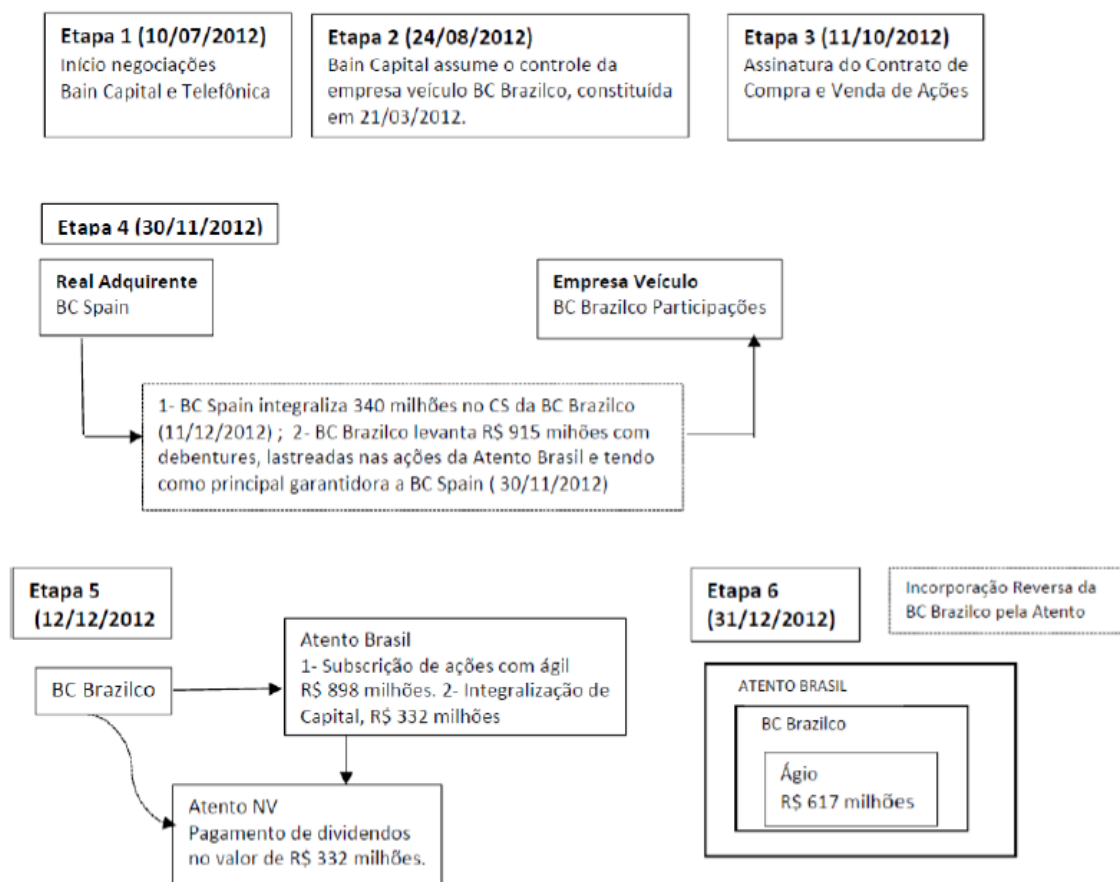 Etapa 1 (10/07/2012)
Início negociações
Bain Capital e Telefônica
Etapa 2 (24/08/2012)
Bain Capital assume o controle da
empresa veículo BC Brazilco, constituída
em 21/03/2012.
Etapa 3 (11/10/2012)
Assinatura do Contrato de
Compra e Venda de Ações
Etapa 4 (30/11/2012)
Real Adquirente
BC Spain
Empresa Veículo
BC Brazilco Participações
1- BC Spain integraliza 340 milhões no CS da BC Brazilco
(11/12/2012) ; 2- BC Brazilco levanta R$ 915 mihões com
debentures, lastreadas nas ações da Atento Brasil e tendo
como principal garantidora a BC Spain ( 30/11/2012)
Etapa 5
(12/12/2012
BC Brazilco
Atento Brasil
1- Subscrição de ações com ágil
R$ 898 milhões. 2- Integralização de
Capital, R$ 332 milhões
Atento NV
Pagamento de dividendos
no valor de R$ 332 milhões.
Etapa 6
(31/12/2012)
Incorporação Reversa da
BC Brazilco pela Atento
ATENTO BRASIL
BC Brazilco
Ágio
R$ 617 milhões